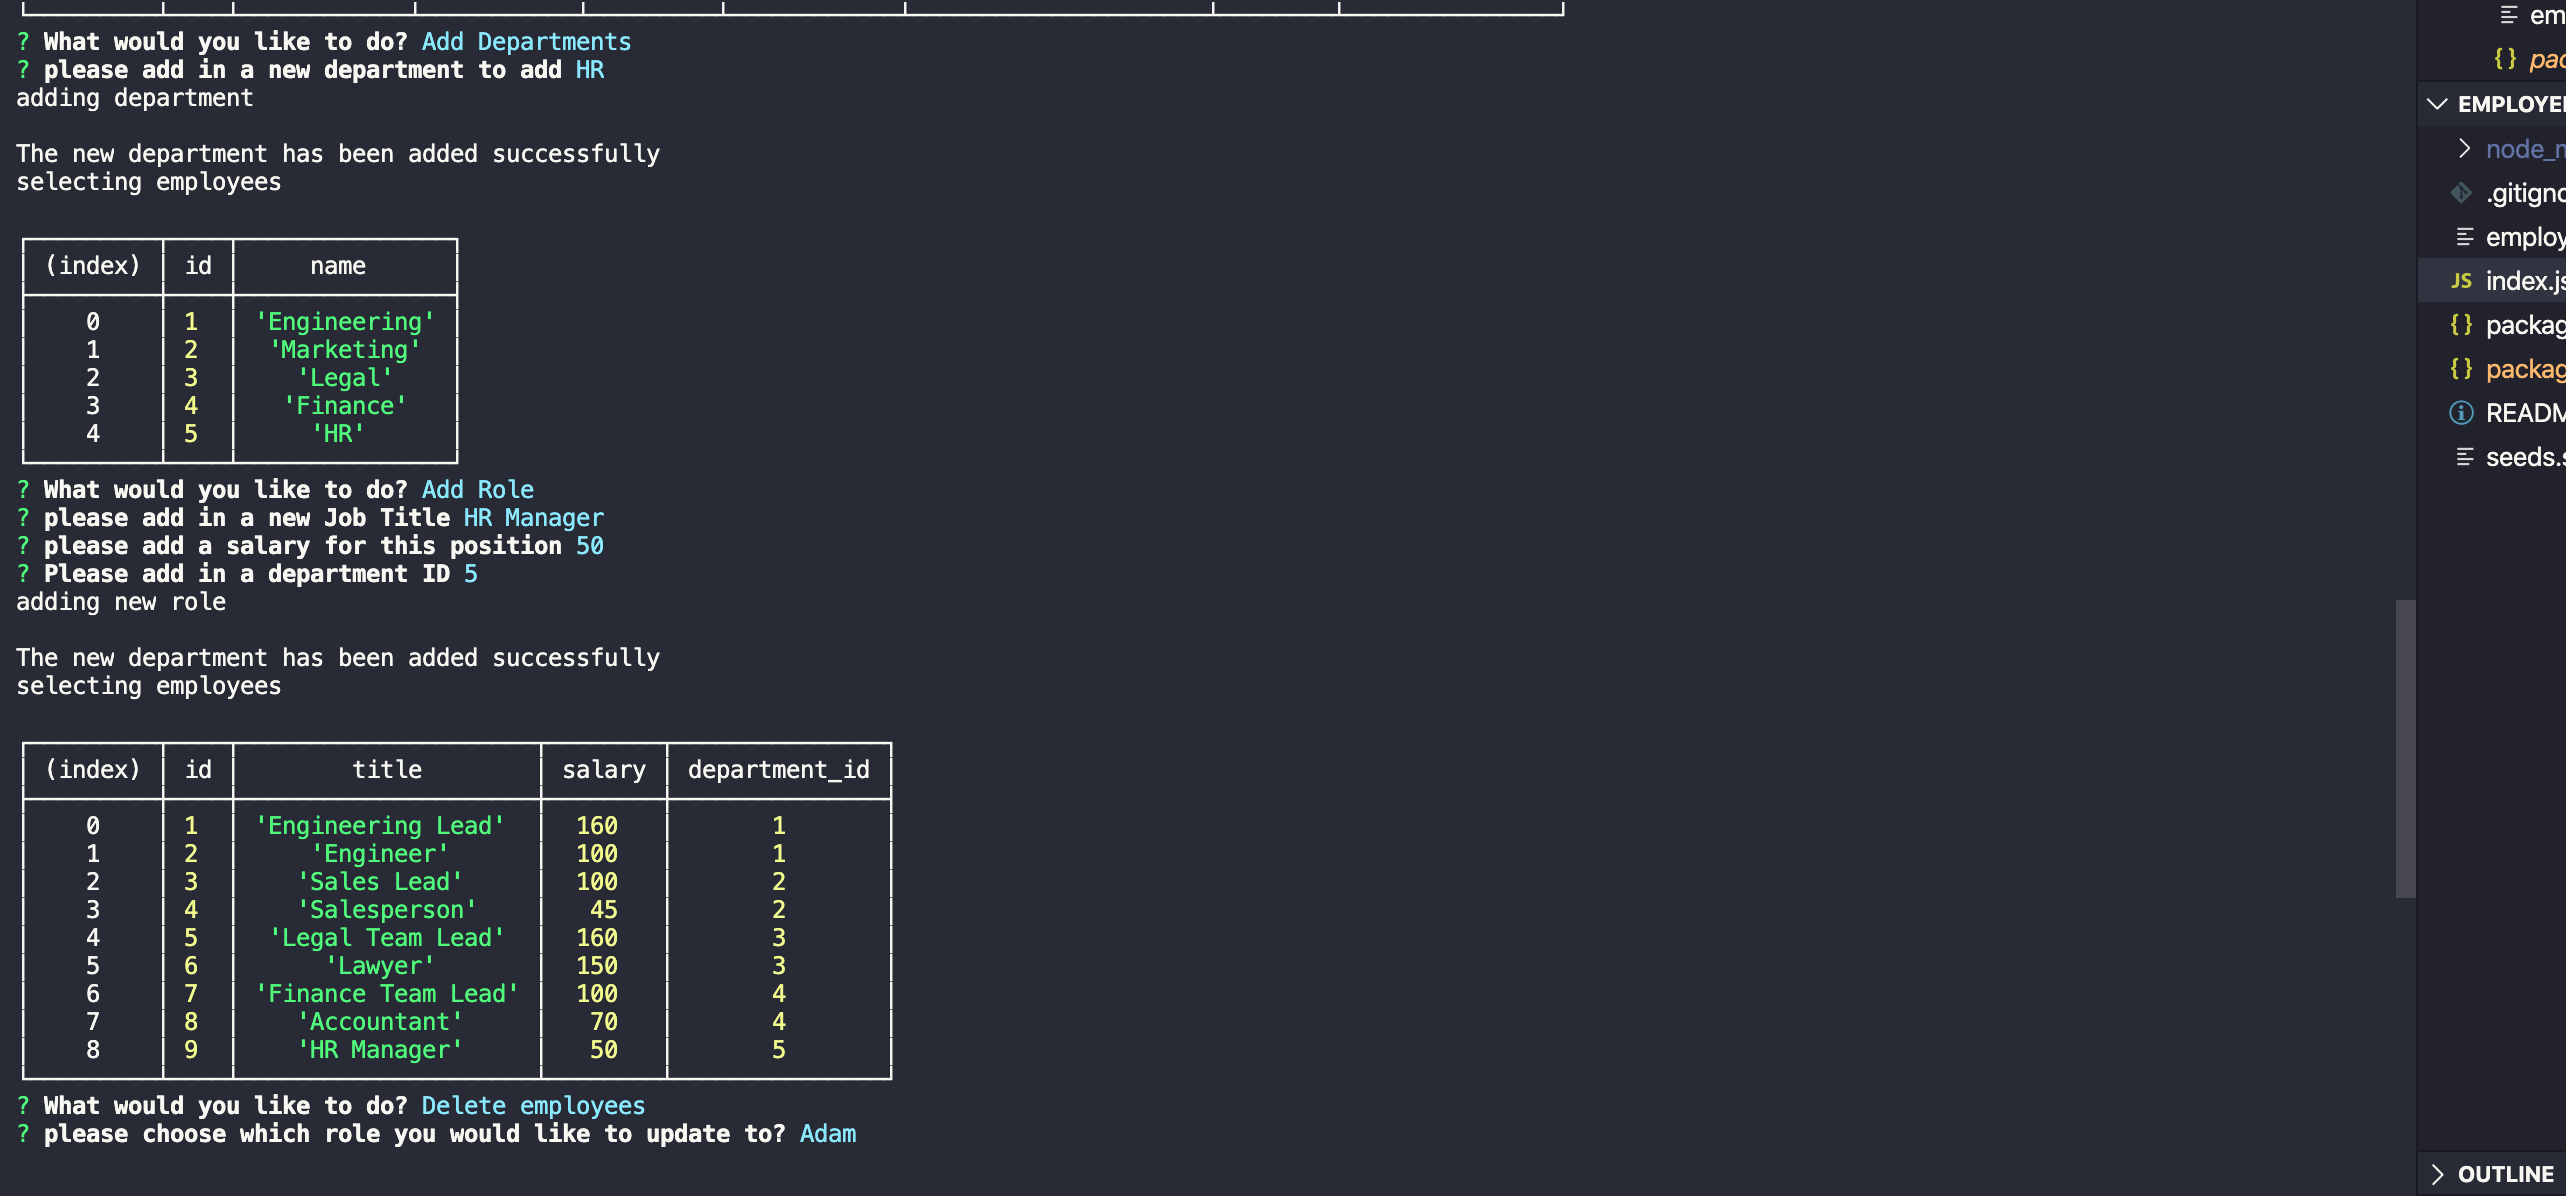 ? What would you like to do? Add Departments
? please add in a new department to add HR
adding department
The new department has been added successfully
selecting employees
(index) id name
0 1 'Engineering'
1 2 'Marketing'
2 3 'Legal'
3 4 'Finance'
4 5 'HR'
? What would you like to do? Add Role
? please add in a new Job Title HR Manager
? please add a salary for this position 50
? Please add in a department ID 5
adding new role
The new department has been added successfully
selecting employees
(index) id title salary department_id
0 1 'Engineering Lead' 160 1
1 2 'Engineer' 100 1
2 3 'Sales Lead' 100 2
3 4 'Salesperson' 45 2
4 5 'Legal Team Lead' 160 3
5 6 'Lawyer' 150 3
6 7 'Finance Team Lead' 100 4
7 8 'Accountant' 70 4
8 9 'HR Manager' 50 5
? What would you like to do? Delete employees
? please choose which role you would like to update to? Adam
em
{} pac
EMPLOYE
node_m
.gitigno
employ
JS index.js
{} packag
{} packag
READM
seeds.s
OUTLINE